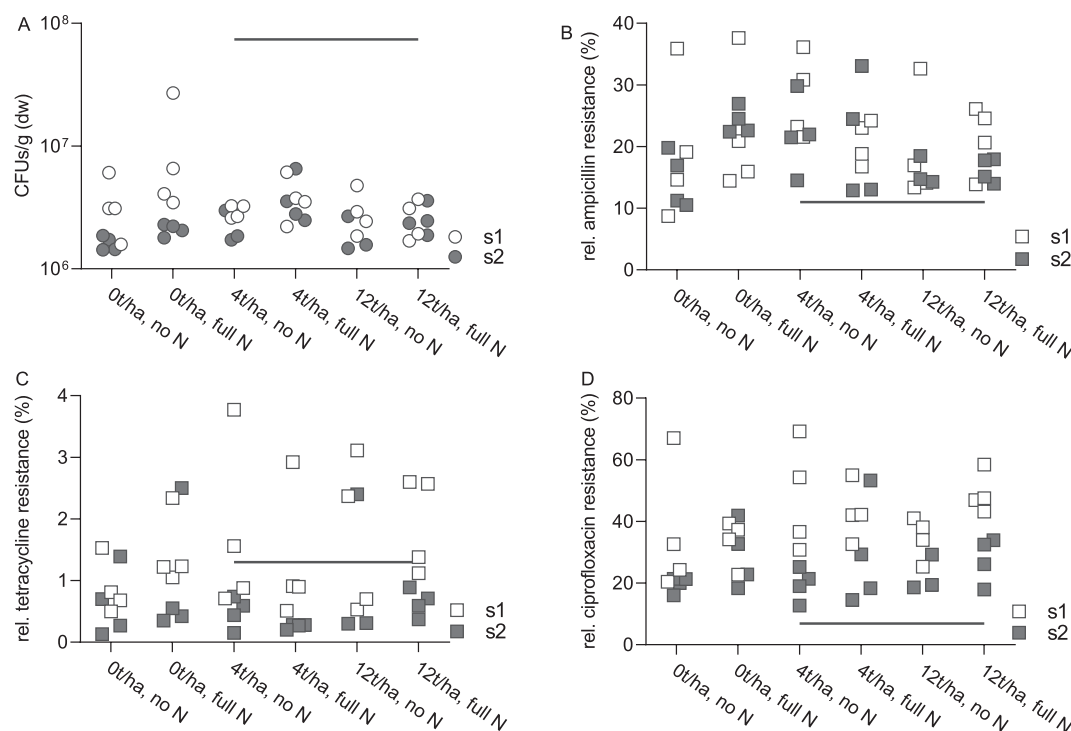 A
CFUs/g (dw)
10⁸
10⁷
10⁶
0t/ha, no N
0t/ha, full N
4t/ha, no N
4t/ha, full N
12t/ha, no N
12t/ha, full N
s1
s2
B
rel. ampicillin resistance (%)
40
30
20
10
0
0t/ha, no N
0t/ha, full N
4t/ha, no N
4t/ha, full N
12t/ha, no N
12t/ha, full N
s1
s2
C
rel. tetracycline resistance (%)
4
3
2
1
0
0t/ha, no N
0t/ha, full N
4t/ha, no N
4t/ha, full N
12t/ha, no N
12t/ha, full N
s1
s2
D
rel. ciprofloxacin resistance (%)
80
60
40
20
0
0t/ha, no N
0t/ha, full N
4t/ha, no N
4t/ha, full N
12t/ha, no N
12t/ha, full N
s1
s2